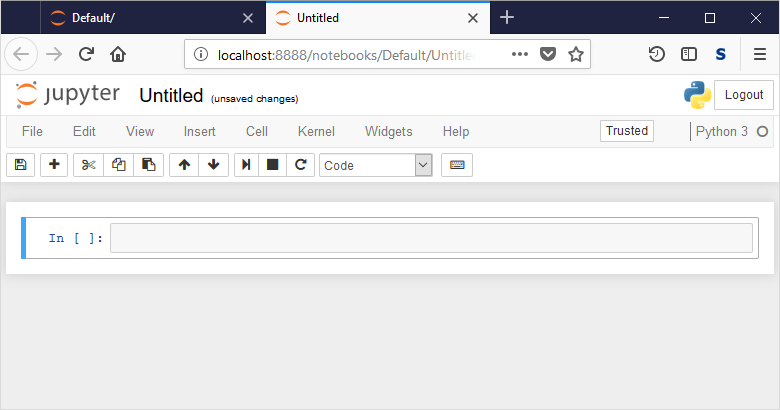 Default/
Untitled
localhost:8888/notebooks/Default/Untitle
S
jupyter Untitled (unsaved changes) Logout
File Edit View Insert Cell Kernel Widgets Help Trusted Python 3
Code
In [ ]: